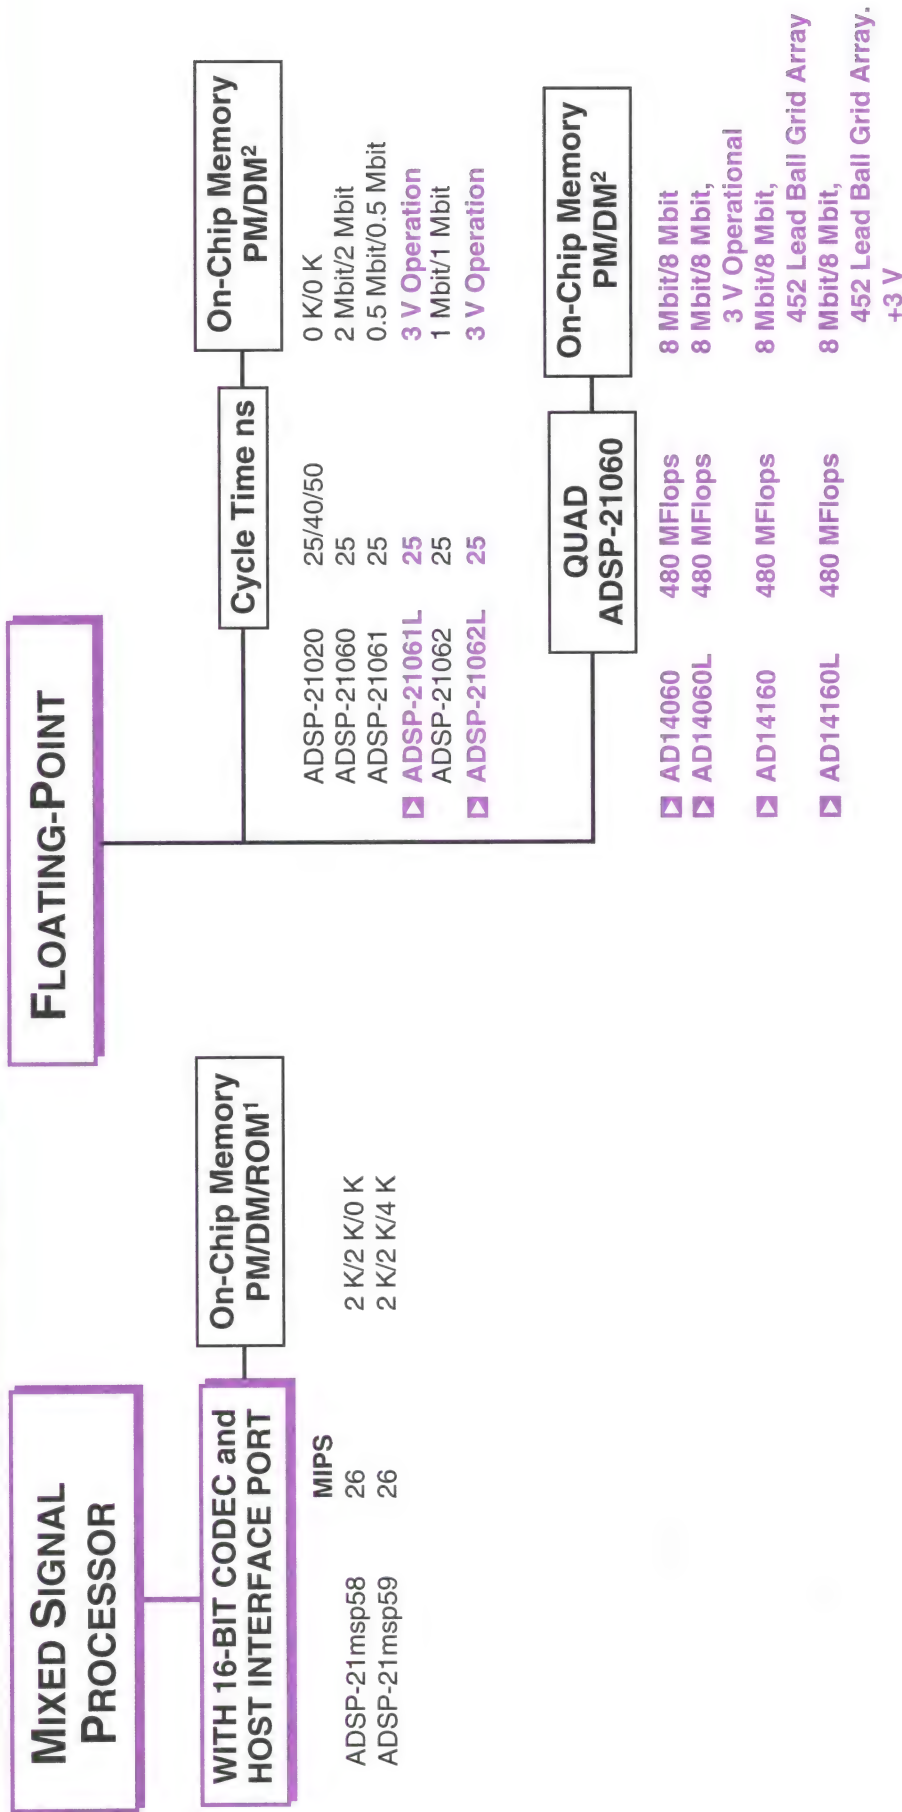 MIXED SIGNAL
PROCESSOR
WITH 16-BIT CODEC and
HOST INTERFACE PORT
On-Chip Memory
PM/DM/ROM¹
MIPS
ADSP-21msp58 26 2 K/2 K/0 K
ADSP-21msp59 26 2 K/2 K/4 K
FLOATING-POINT
Cycle Time ns
On-Chip Memory
PM/DM²
ADSP-21020 25/40/50 0 K/0 K
ADSP-21060 25 2 Mbit/2 Mbit
ADSP-21061 25 0.5 Mbit/0.5 Mbit
ADSP-21061L 25 3 V Operation
ADSP-21062 25 1 Mbit/1 Mbit
ADSP-21062L 25 3 V Operation
QUAD
ADSP-21060
On-Chip Memory
PM/DM²
AD14060 480 MFlops 8 Mbit/8 Mbit
AD14060L 480 MFlops 8 Mbit/8 Mbit,
3 V Operational
AD14160 480 MFlops 8 Mbit/8 Mbit,
452 Lead Ball Grid Array
AD14160L 480 MFlops 8 Mbit/8 Mbit,
452 Lead Ball Grid Array.
+3 V